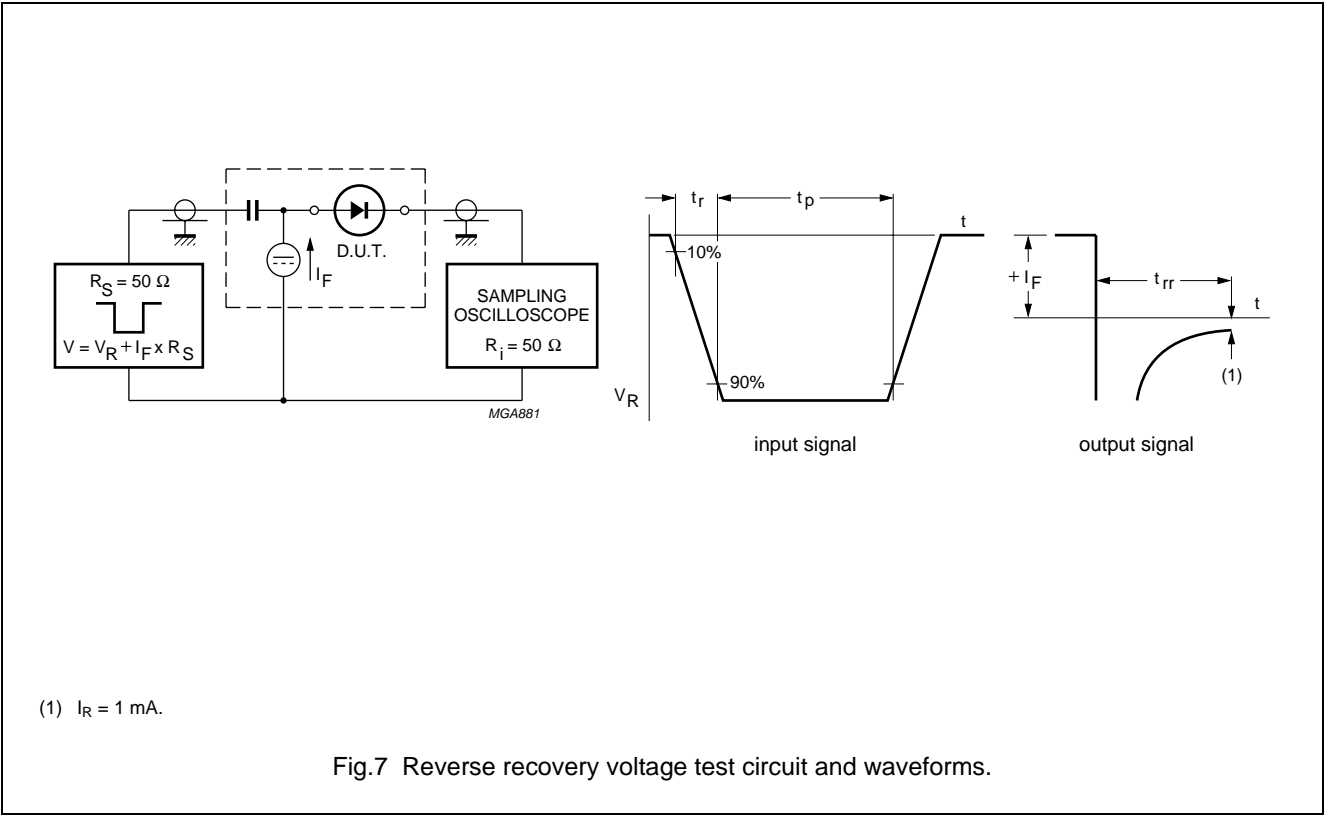 D.U.T.
I_F
R_S = 50 Ω
V = V_R + I_F x R_S
SAMPLING
OSCILLOSCOPE
R_i = 50 Ω
MGA881
t_r
t_p
t
10%
90%
V_R
input signal
+ I_F
t_rr
t
(1)
output signal
(1) I_R = 1 mA.
Fig.7 Reverse recovery voltage test circuit and waveforms.